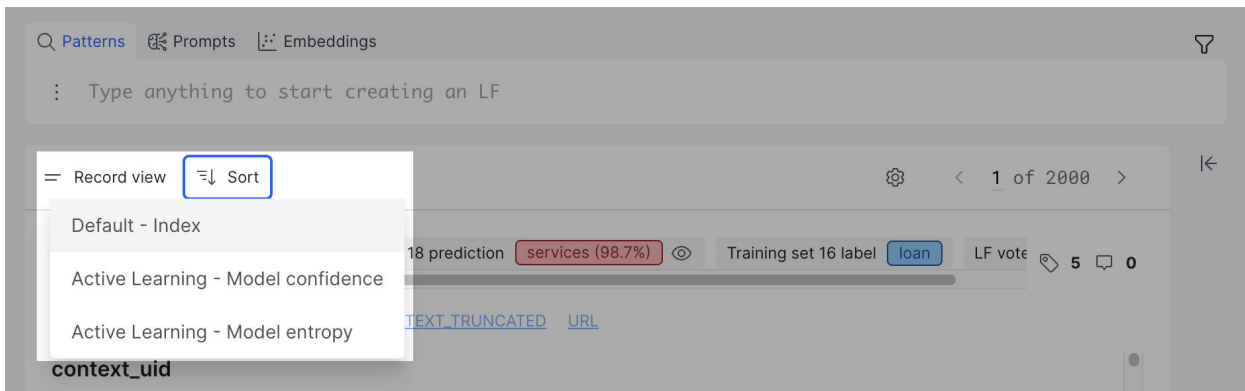 Patterns Prompts Embeddings
Type anything to start creating an LF
Record view Sort 1 of 2000
Default - Index
18 prediction services (98.7%) Training set 16 label loan LF vote 5 0
Active Learning - Model confidence
TEXT_TRUNCATED URL
Active Learning - Model entropy
context_uid